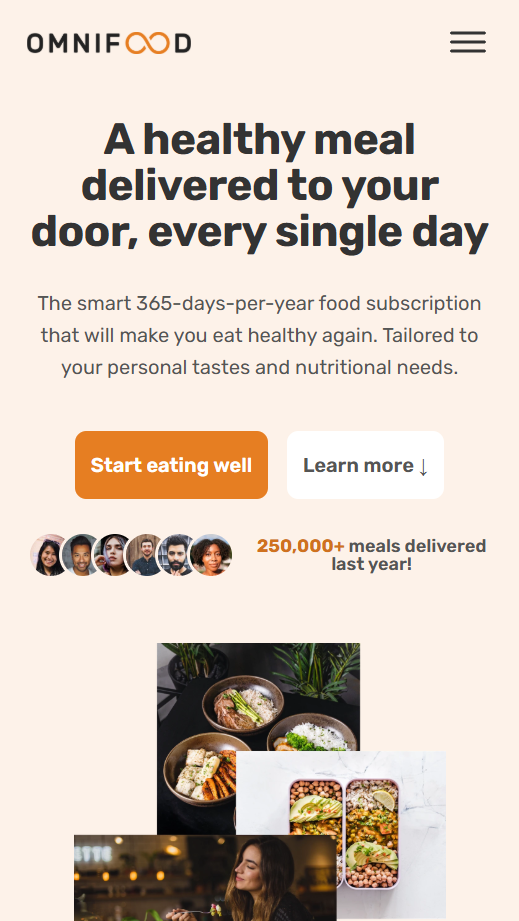 OMNIFOOD
A healthy meal
delivered to your
door, every single day
The smart 365-days-per-year food subscription
that will make you eat healthy again. Tailored to
your personal tastes and nutritional needs.
Start eating well
Learn more ↓
250,000+ meals delivered
last year!